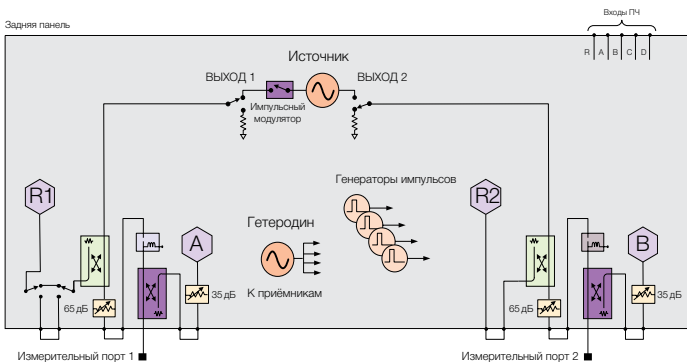 Задняя панель
Входы ПЧ
R A B C D
Источник
ВЫХОД 1
ВЫХОД 2
Импульсный
модулятор
Генераторы импульсов
R1
A
Гетеродин
R2
B
К приёмникам
65 дБ
35 дБ
65 дБ
35 дБ
Измерительный порт 1
Измерительный порт 2